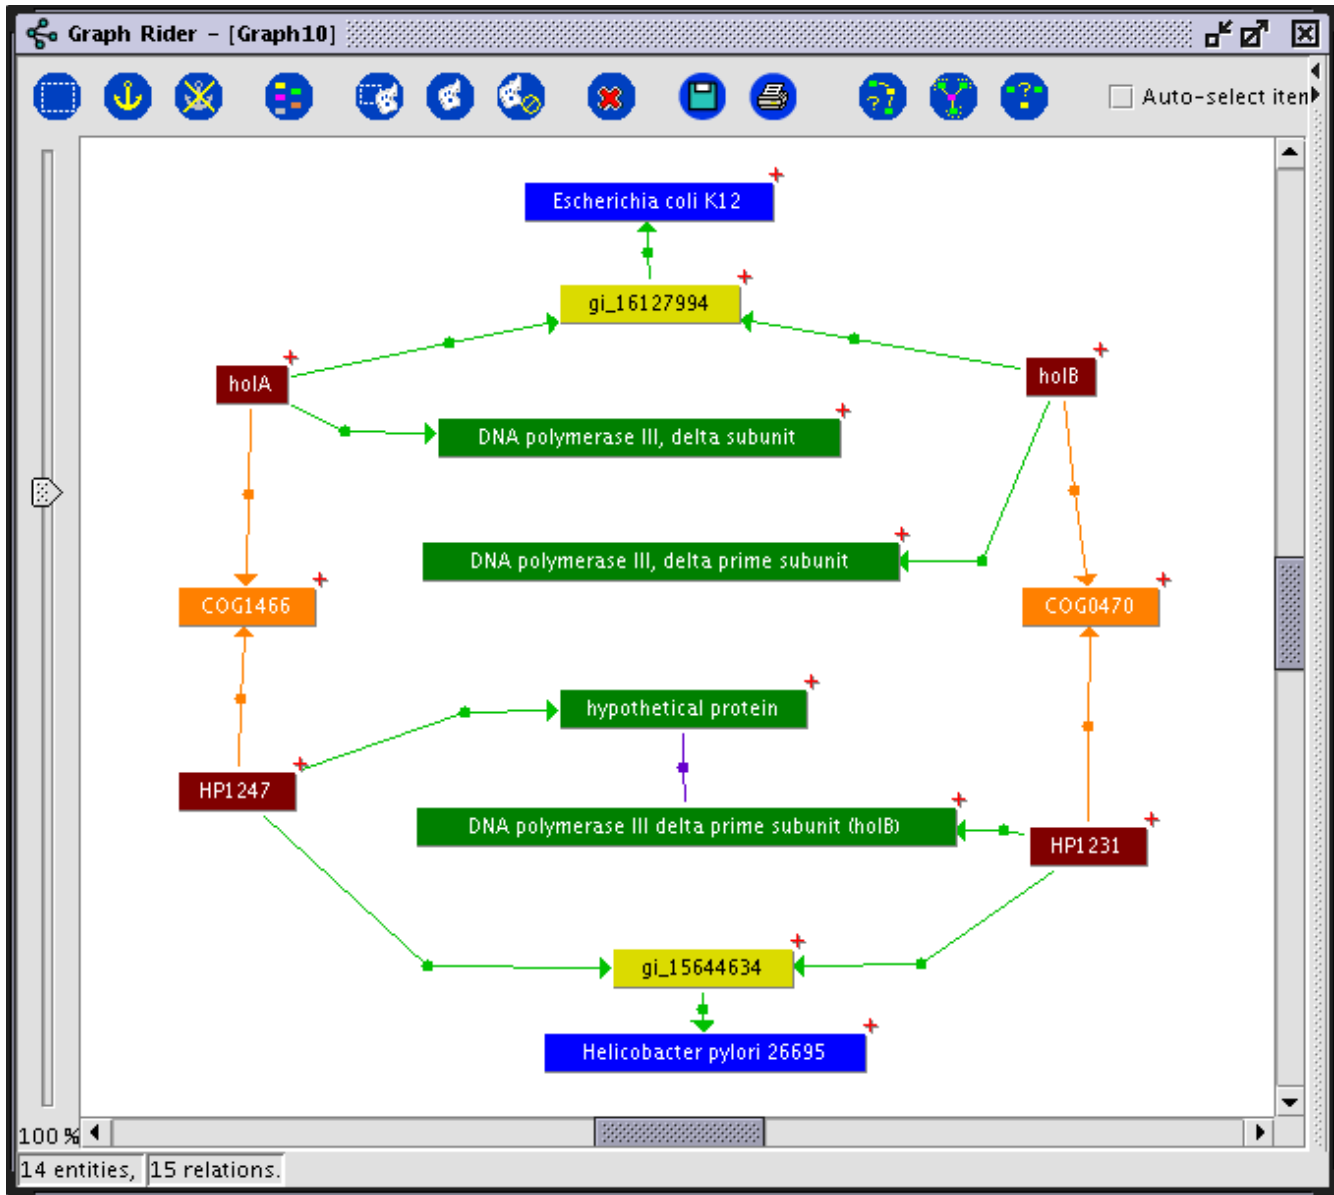 Graph Rider - [Graph10]
Auto-select iten
Escherichia coli K12
gi_16127994
holA
holB
DNA polymerase III, delta subunit
DNA polymerase III, delta prime subunit
COG1466
COG0470
hypothetical protein
HP1247
DNA polymerase III delta prime subunit (holB)
HP1231
gi_15644634
Helicobacter pylori 26695
100 %
14 entities, 15 relations.